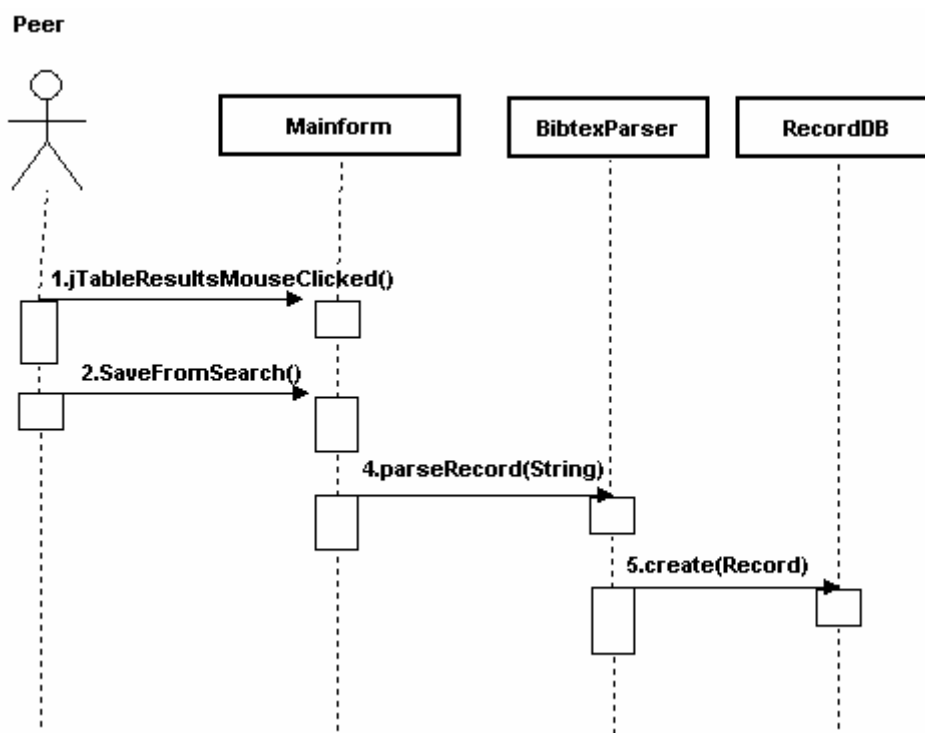 Peer
Mainform
BibtexParser
RecordDB
1.jTableResultsMouseClicked()
2.SaveFromSearch()
4.parseRecord(String)
5.create(Record)